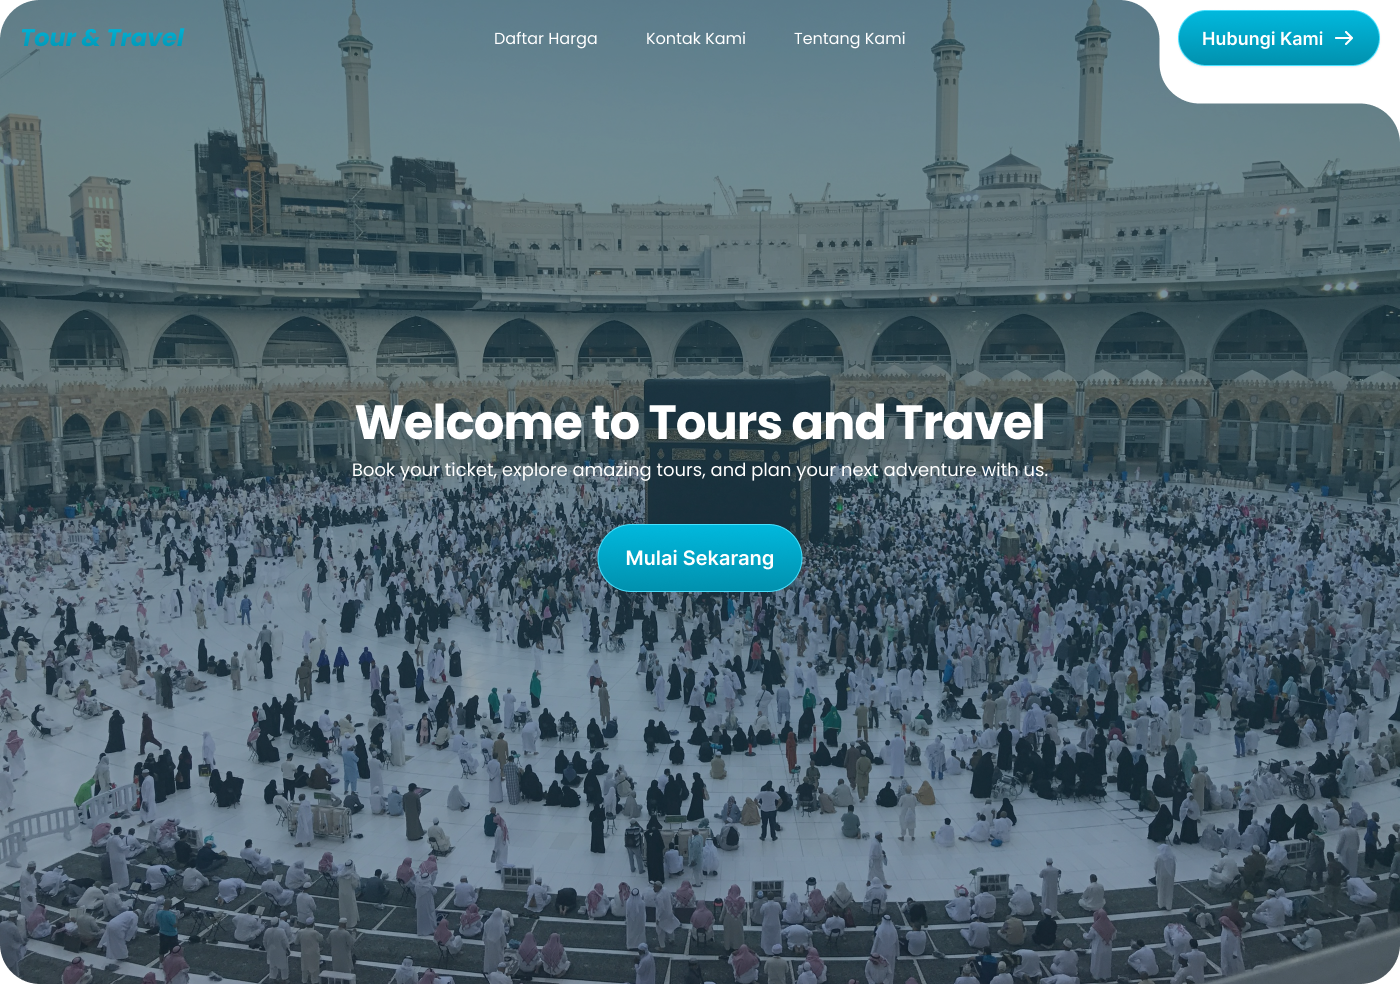 Tour & Travel
Daftar Harga
Kontak Kami
Tentang Kami
Hubungi Kami
Welcome to Tours and Travel
Book your ticket, explore amazing tours, and plan your next adventure with us.
Mulai Sekarang